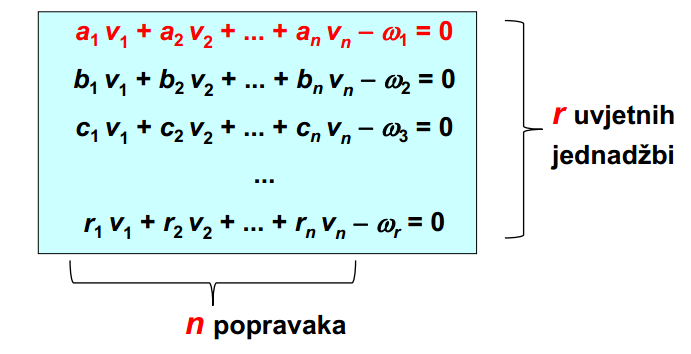 a₁ v₁ + a₂ v₂ + ... + aₙ vₙ – ω₁ = 0
b₁ v₁ + b₂ v₂ + ... + bₙ vₙ – ω₂ = 0
c₁ v₁ + c₂ v₂ + ... + cₙ vₙ – ω₃ = 0
...
r₁ v₁ + r₂ v₂ + ... + rₙ vₙ – ωᵣ = 0
r uvjetnih
jednadžbi
n popravaka